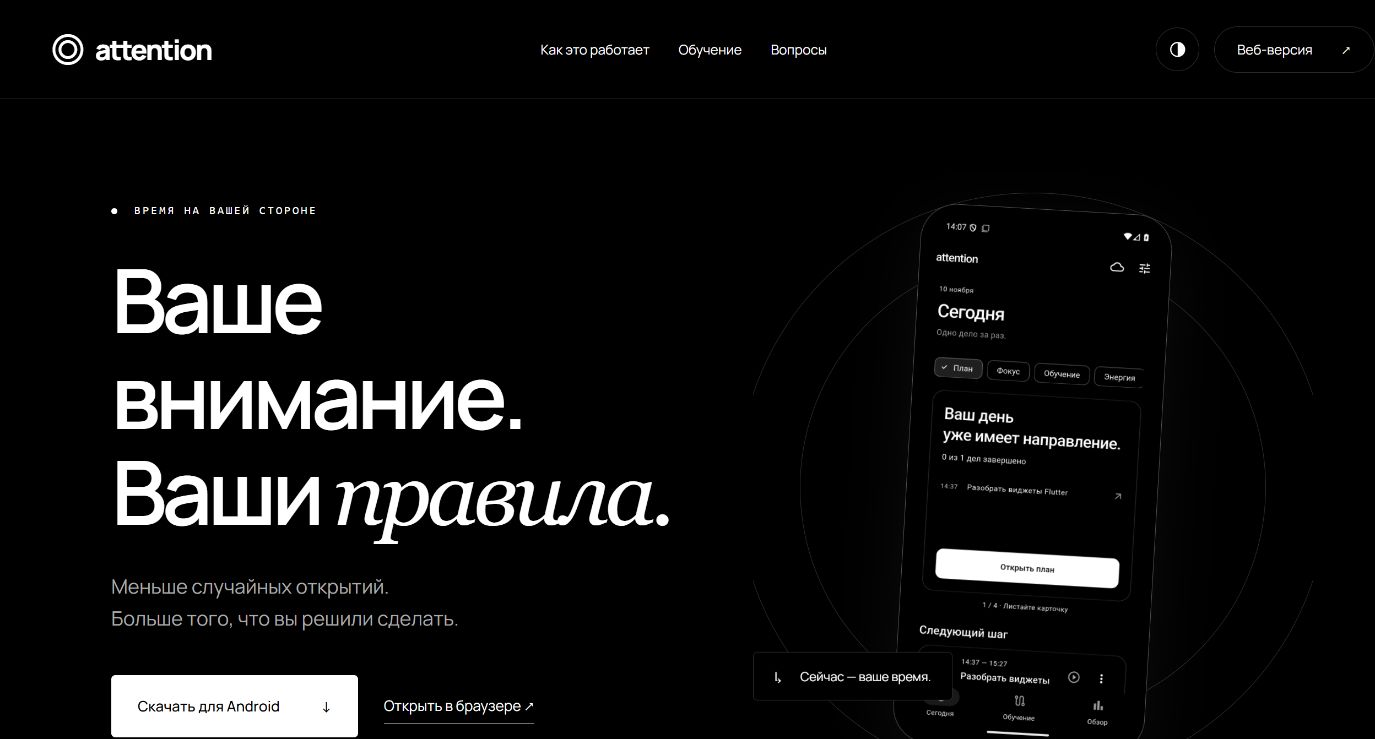 attention
Как это работает
Обучение
Вопросы
Веб-версия ↗
ВРЕМЯ НА ВАШЕЙ СТОРОНЕ
Ваше
внимание.
Ваши правила.
Меньше случайных открытий.
Больше того, что вы решили сделать.
Скачать для Android ↓
Открыть в браузере ↗
14:07
attention
10 ноября
Сегодня
Одно дело за раз.
План
Фокус
Обучение
Энергия
Ваш день
уже имеет направление.
0 из 1 дел завершено
14:37 Разобрать виджеты Flutter
Открыть план
1 / 4 · Листайте карточку
Следующий шаг
14:37 — 15:27
Разобрать виджеты
Сейчас — ваше время.
Сегодня
Обучение
Обзор